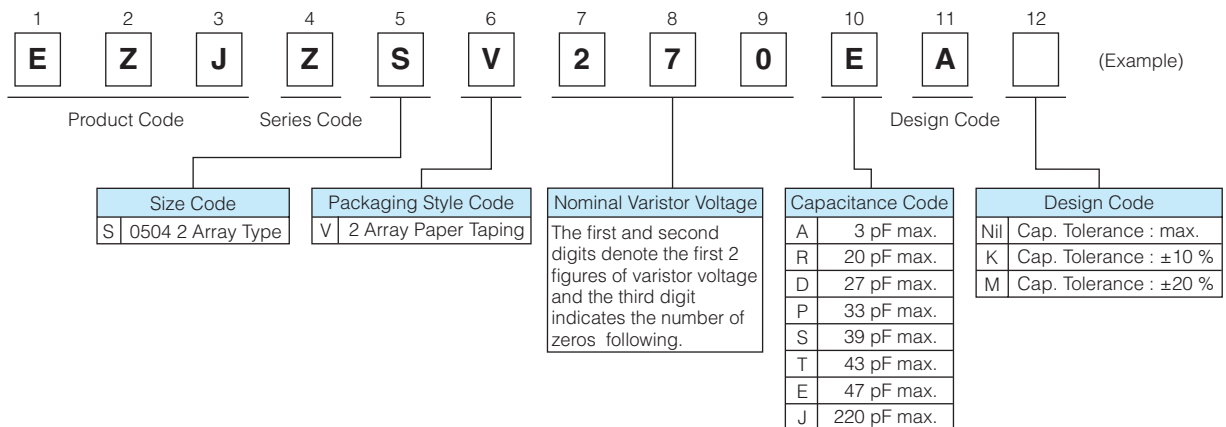 1 2 3 4 5 6 7 8 9 10 11 12
E Z J Z S V 2 7 0 E A (Example)
Product Code Series Code Design Code
Size Code
S 0504 2 Array Type
Packaging Style Code
V 2 Array Paper Taping
Nominal Varistor Voltage
The first and second
digits denote the first 2
figures of varistor voltage
and the third digit
indicates the number of
zeros following.
Capacitance Code
A 3 pF max.
R 20 pF max.
D 27 pF max.
P 33 pF max.
S 39 pF max.
T 43 pF max.
E 47 pF max.
J 220 pF max.
Design Code
Nil Cap. Tolerance : max.
K Cap. Tolerance : ±10 %
M Cap. Tolerance : ±20 %